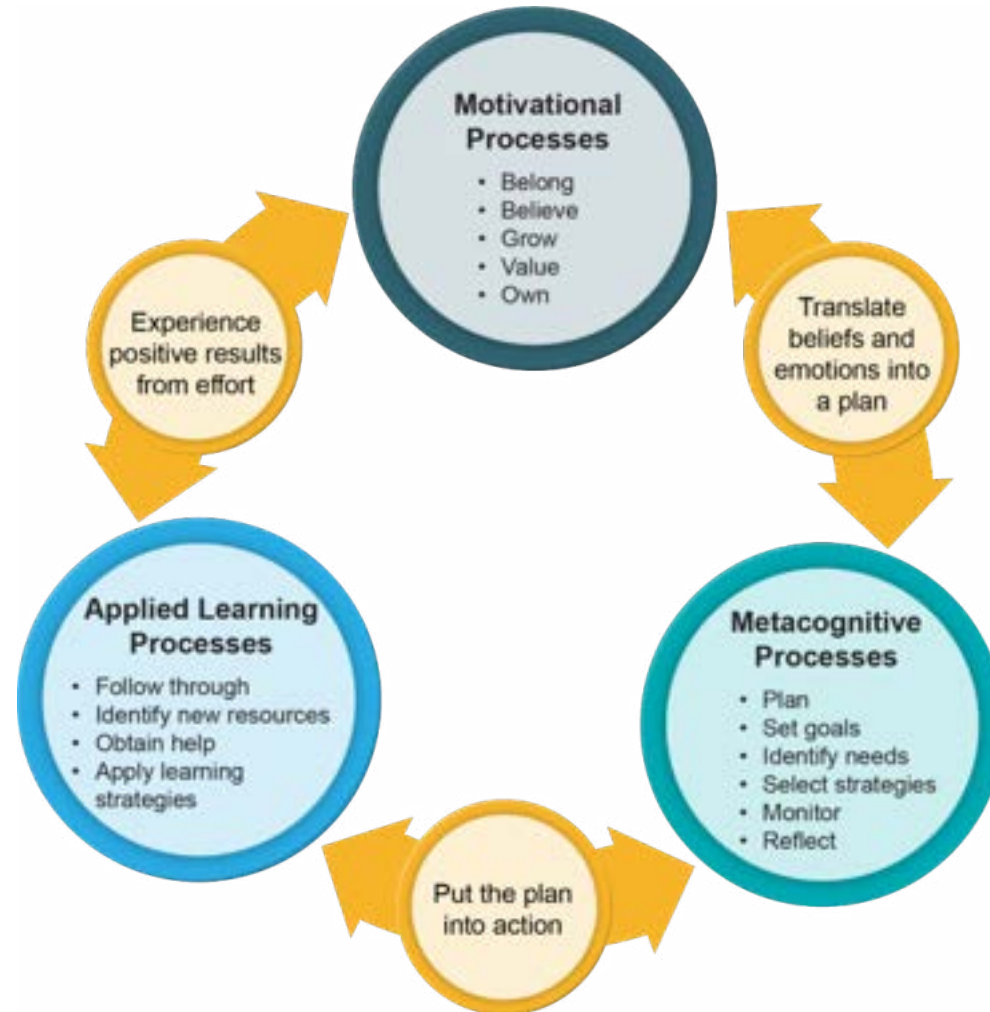 Motivational
Processes
• Belong
• Believe
• Grow
• Value
• Own
Experience
positive results
from effort
Translate
beliefs and
emotions into
a plan
Applied Learning
Processes
• Follow through
• Identify new resources
• Obtain help
• Apply learning
strategies
Metacognitive
Processes
• Plan
• Set goals
• Identify needs
• Select strategies
• Monitor
• Reflect
Put the plan
into action